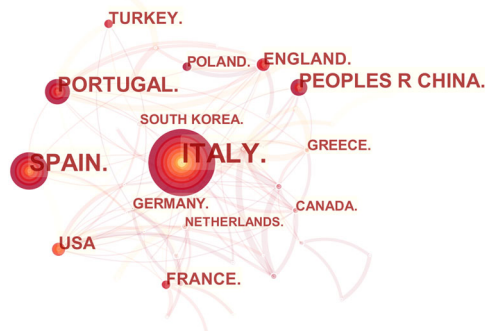 TURKEY.
POLAND.
ENGLAND.
PORTUGAL.
PEOPLES R CHINA.
SOUTH KOREA.
ITALY.
GREECE.
SPAIN.
GERMANY.
CANADA.
NETHERLANDS.
USA
FRANCE.